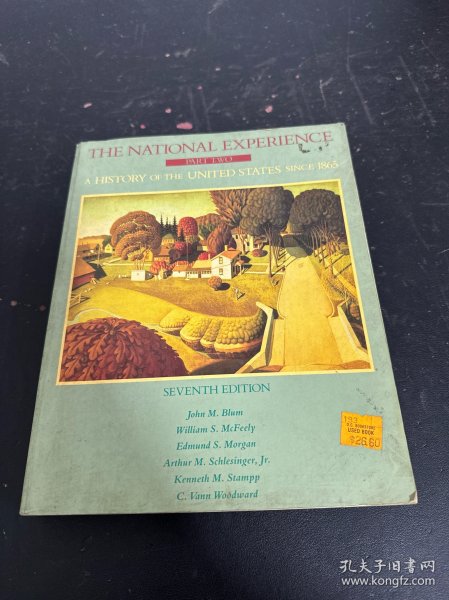 THE NATIONAL EXPERIENCE
PART TWO
A HISTORY OF THE UNITED STATES SINCE 1865
SEVENTH EDITION
John M. Blum
William S. McFeely
Edmund S. Morgan
Arthur M. Schlesinger, Jr.
Kenneth M. Stampp
C. Vann Woodward
BOOKSTORE
USED BOOK
$26.60
孔夫子旧书网
www.kongfz.com